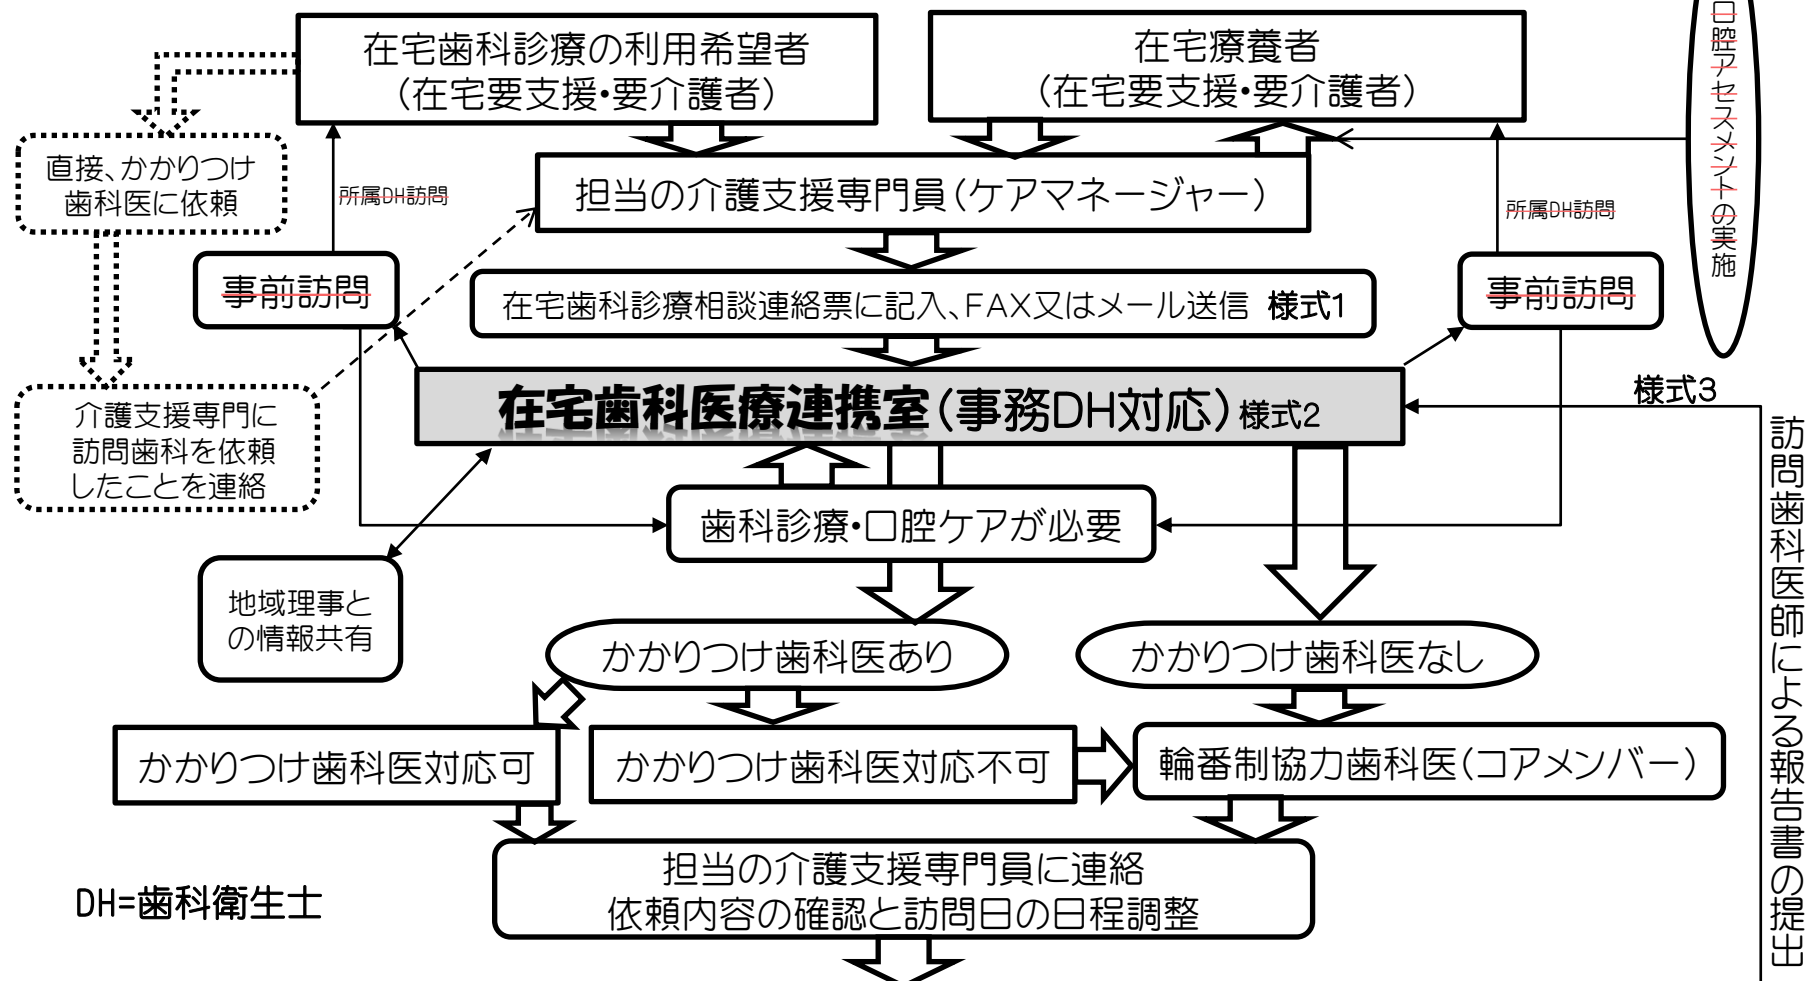 在宅歯科診療の利用希望者
(在宅要支援・要介護者)
在宅療養者
(在宅要支援・要介護者)
口腔アセスメントの実施
直接、かかりつけ
歯科医に依頼
所属DH訪問
担当の介護支援専門員(ケアマネージャー)
所属DH訪問
事前訪問
在宅歯科診療相談連絡票に記入、FAX又はメール送信 様式1
事前訪問
在宅歯科医療連携室(事務DH対応)様式2
様式3
介護支援専門に
訪問歯科を依頼
したことを連絡
訪問歯科医師による報告書の提出
歯科診療・口腔ケアが必要
地域理事と
の情報共有
かかりつけ歯科医あり
かかりつけ歯科医なし
かかりつけ歯科医対応可
かかりつけ歯科医対応不可
輪番制協力歯科医(コアメンバー)
担当の介護支援専門員に連絡
依頼内容の確認と訪問日の日程調整
DH=歯科衛生士